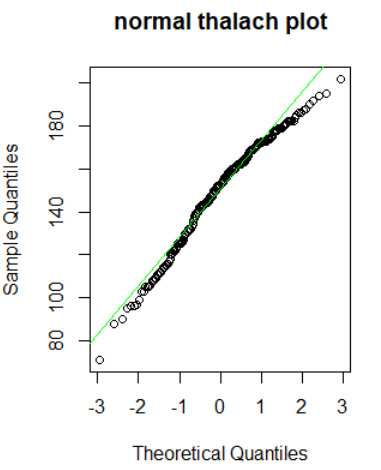 normal thalach plot
Sample Quantiles
180
140
100
80
-3 -2 -1 0 1 2 3
Theoretical Quantiles